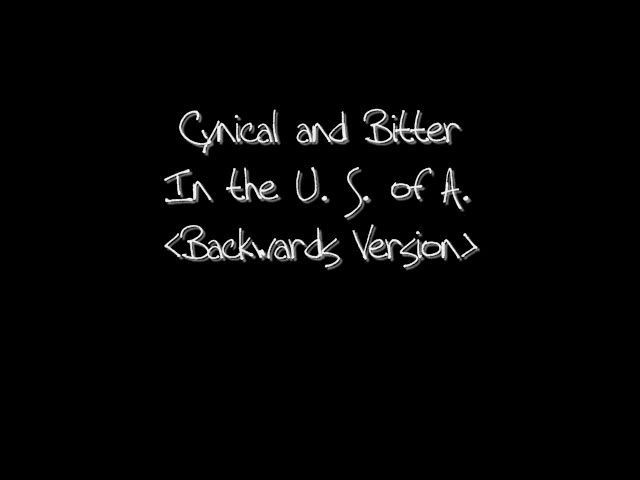 Cynical and Bitter
In the U. S. of A.
<Backwards Version>